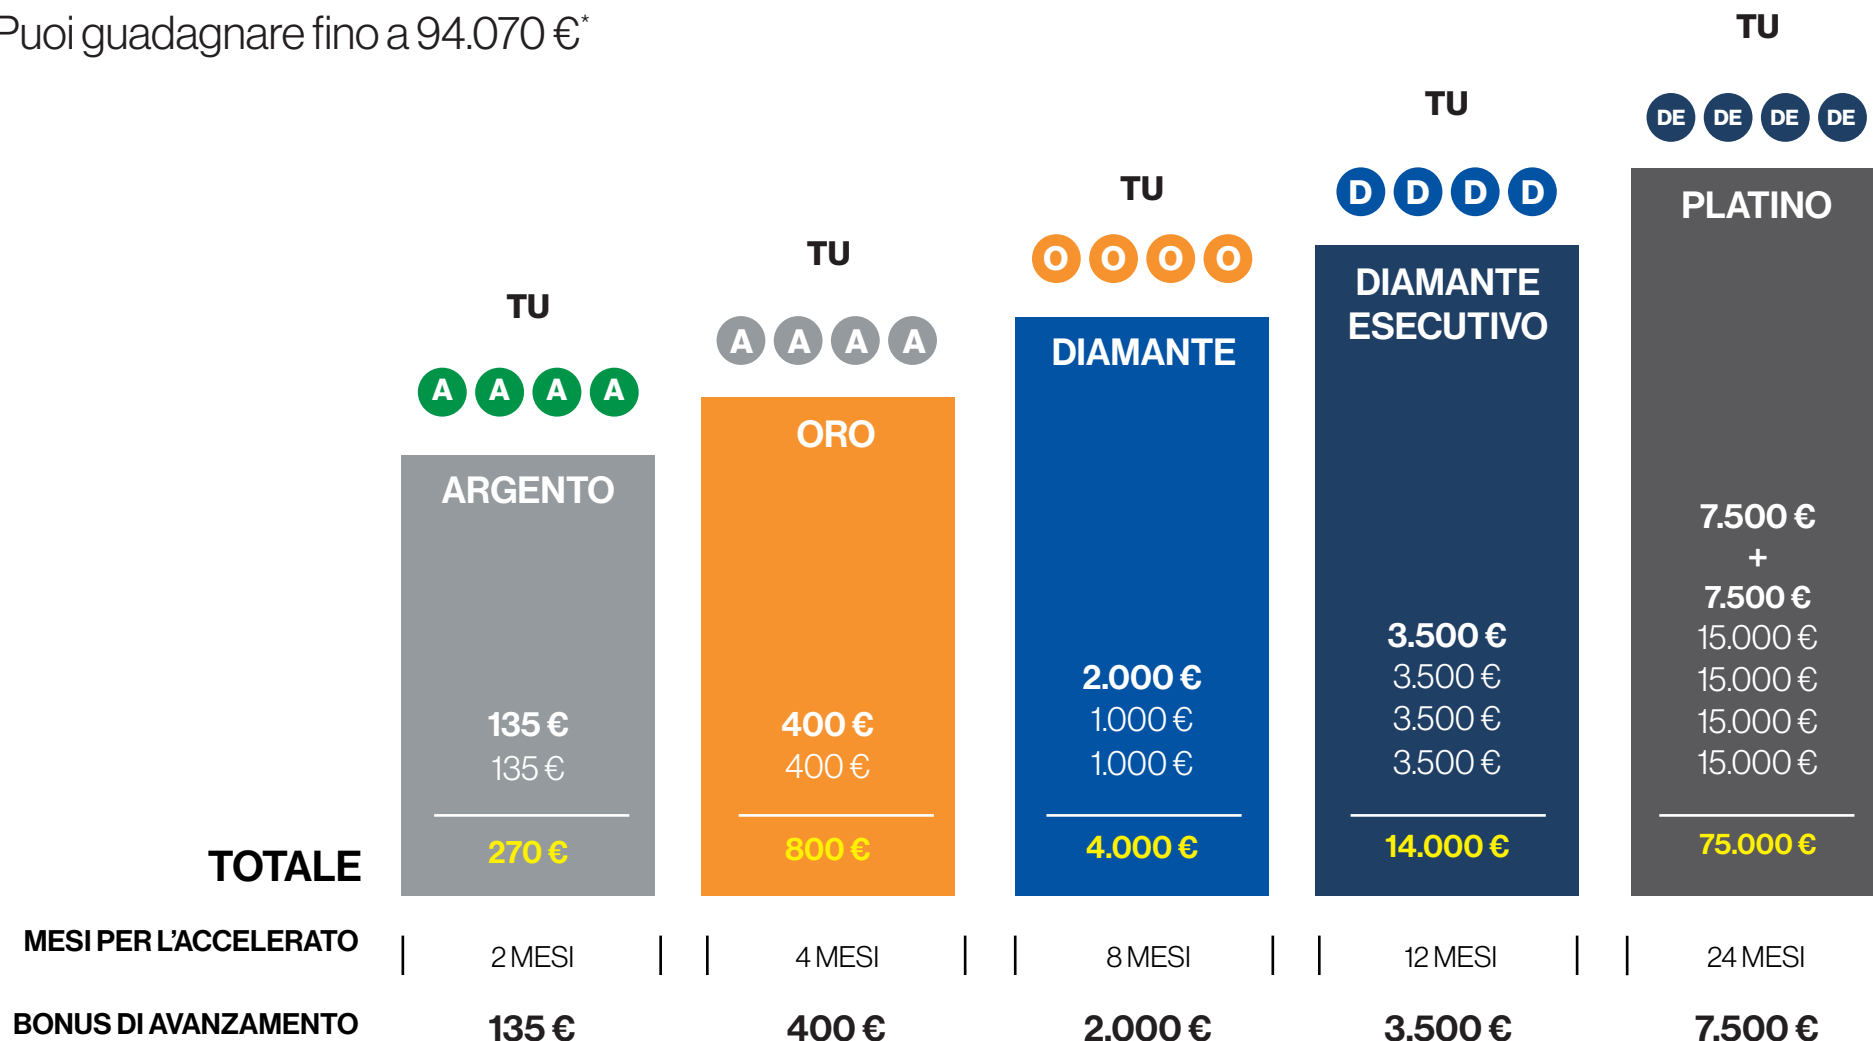 Puoi guadagnare fino a 94.070 €*
TU
A A A A
ARGENTO
135 €
135 €
270 €
TU
A A A A
ORO
400 €
400 €
800 €
TU
O O O O
DIAMANTE
2.000 €
1.000 €
1.000 €
4.000 €
TU
D D D D
DIAMANTE
ESECUTIVO
3.500 €
3.500 €
3.500 €
3.500 €
14.000 €
TU
DE DE DE DE
PLATINO
7.500 €
+
7.500 €
15.000 €
15.000 €
15.000 €
15.000 €
75.000 €
TOTALE
MESI PER L'ACCELERATO 2 MESI 4 MESI 8 MESI 12 MESI 24 MESI
BONUS DI AVANZAMENTO 135 € 400 € 2.000 € 3.500 € 7.500 €